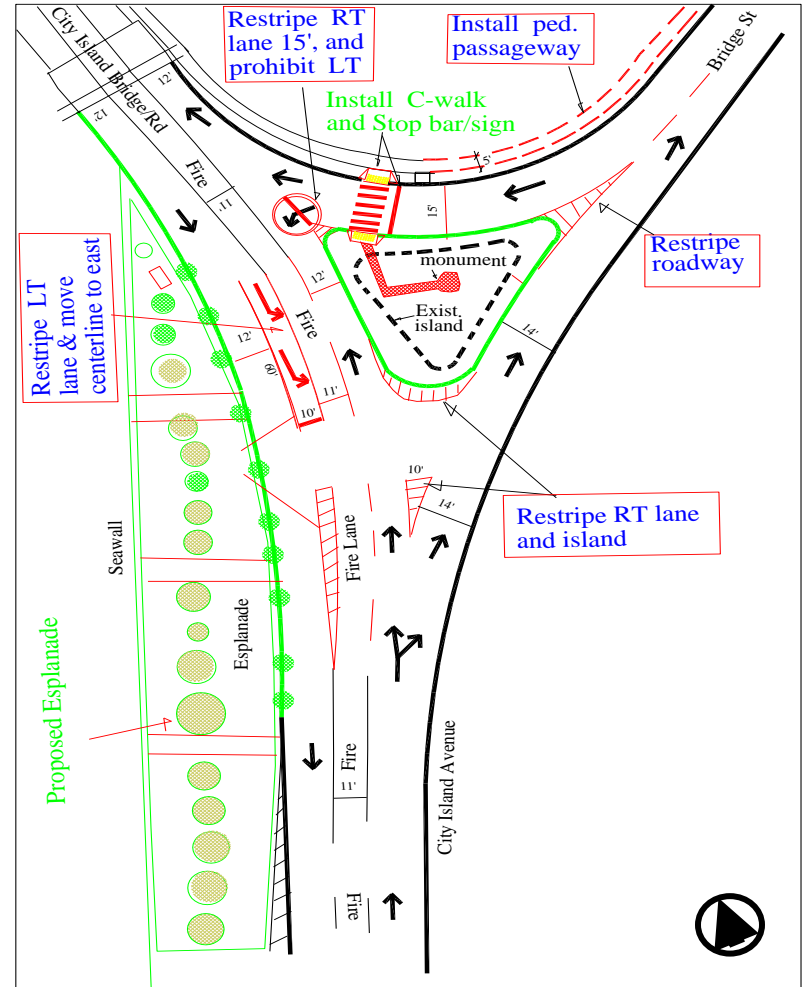 Restripe RT
lane 15', and
prohibit LT
Install ped.
passageway.
City Island Bridge/Rd
Bridge St
12'
12'
Install C-walk
and Stop bar/sign
5'
Fire
11'
15'
Restripe
roadway
monument
12'
Exist.
island
Restripe LT
lane & move
centerline to east
Fire
12'
60'
11'
10'
14'
10'
14'
Restripe RT lane
and island
Seawall
Fire Lane
Esplanade
Proposed Esplanade
Fire
11'
City Island Avenue
Fire